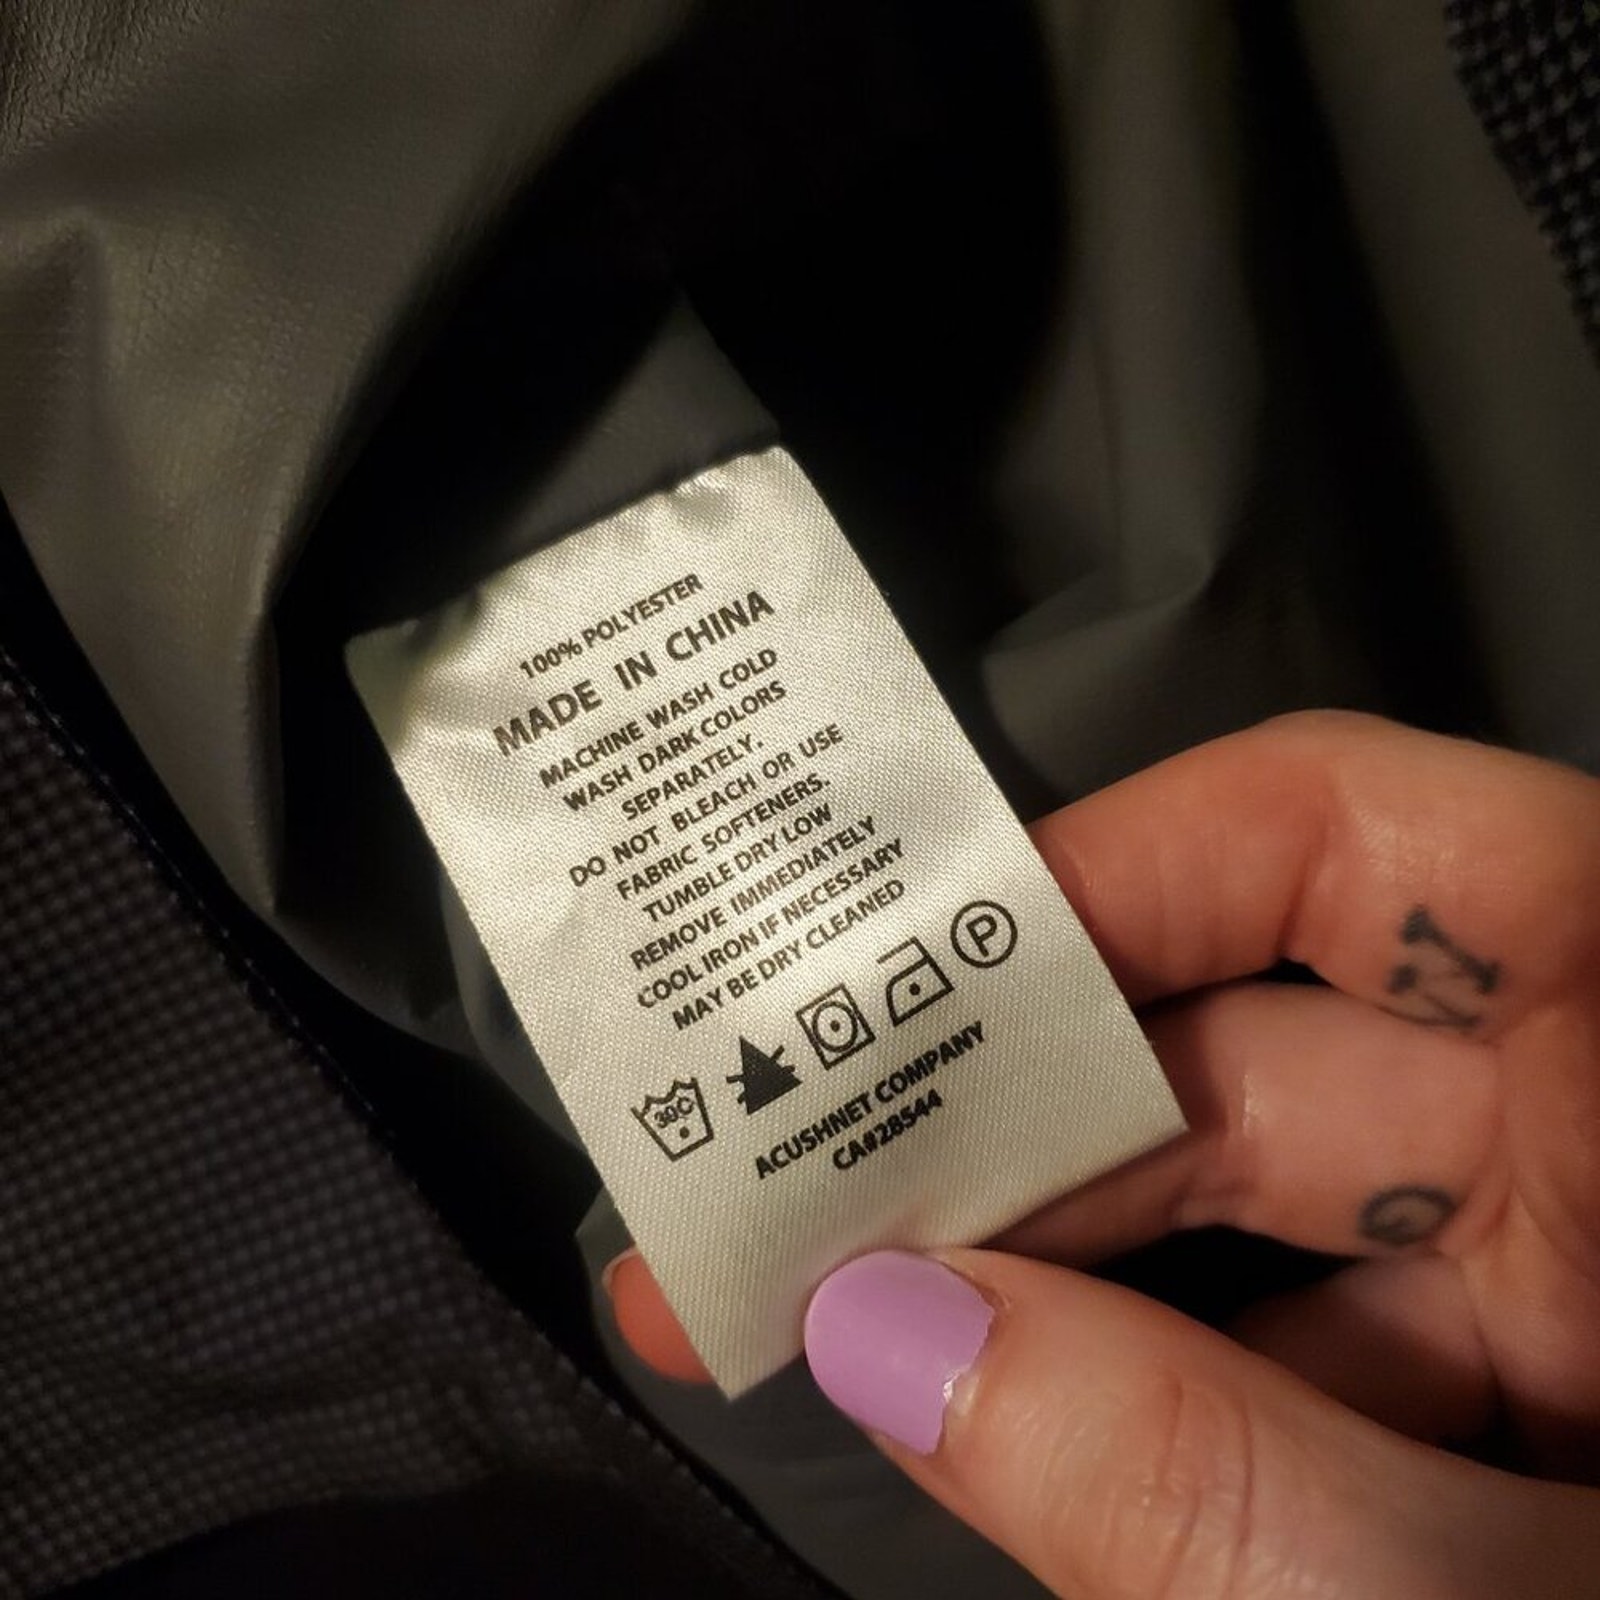 100% POLYESTER
MADE IN CHINA
MACHINE WASH COLD
WASH DARK COLORS
SEPARATELY.
DO NOT BLEACH OR USE
FABRIC SOFTENERS.
TUMBLE DRY LOW
REMOVE IMMEDIATELY
COOL IRON IF NECESSARY
MAY BE DRY CLEANED
30C
P
ACUSHNET COMPANY
CA#28544